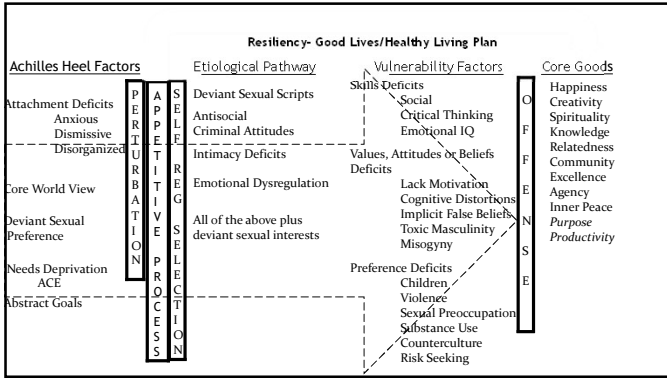 Resiliency- Good Lives/Healthy Living Plan
Achilles Heel Factors
Attachment Deficits
Anxious
Dismissive
Disorganized
Core World View
Deviant Sexual
Preference
Needs Deprivation
ACE
Abstract Goals
PERTURBATION
APPETITIVE PROCESS
SELF REG SELECTION
Etiological Pathway
Deviant Sexual Scripts
Antisocial
Criminal Attitudes
Intimacy Deficits
Emotional Dysregulation
All of the above plus
deviant sexual interests
Vulnerability Factors
Skills Deficits
Social
Critical Thinking
Emotional IQ
Values, Attitudes or Beliefs
Deficits
Lack Motivation
Cognitive Distortions
Implicit False Beliefs
Toxic Masculinity
Misogyny
Preference Deficits
Children
Violence
Sexual Preoccupation
Substance Use
Counterculture
Risk Seeking
OFFENSE
Core Goods
Happiness
Creativity
Spirituality
Knowledge
Relatedness
Community
Excellence
Agency
Inner Peace
Purpose
Productivity